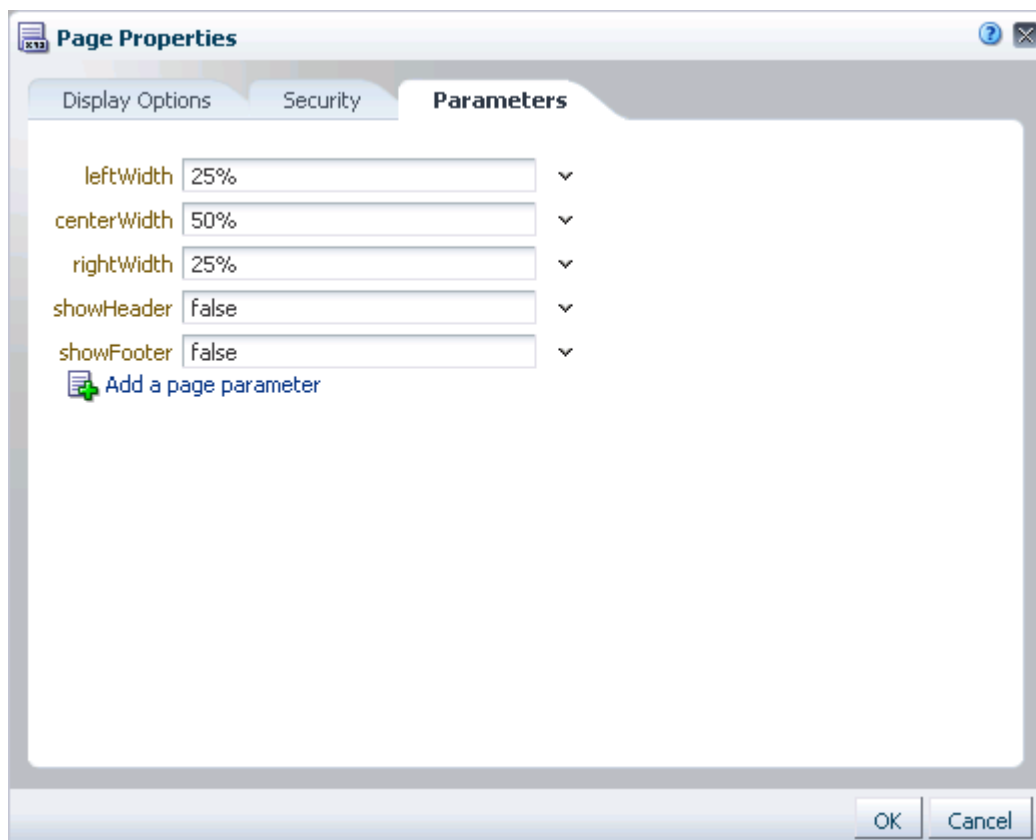 Page Properties
Display Options Security Parameters
leftWidth 25%
centerWidth 50%
rightWidth 25%
showHeader false
showFooter false
Add a page parameter
OK Cancel